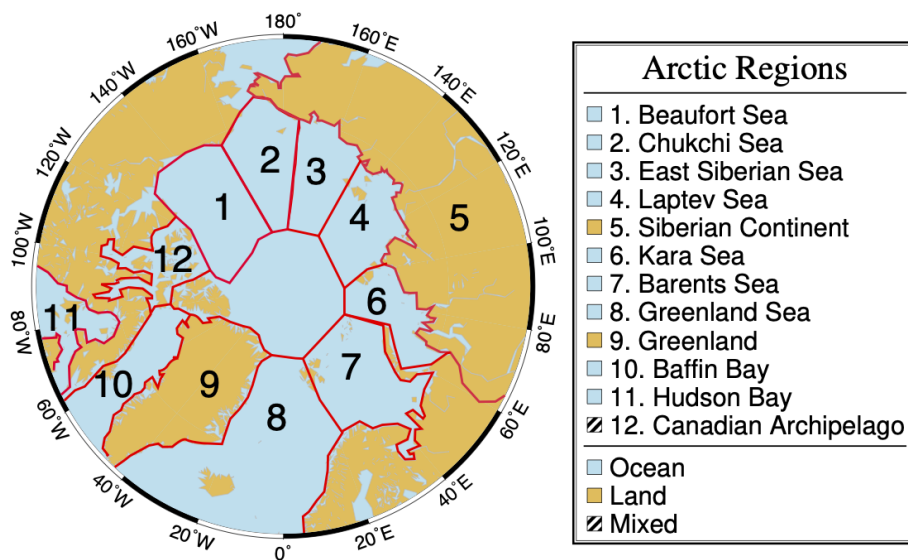 180°
160°W
160°E
140°W
140°E
120°W
120°E
100°W
100°E
80°W
80°E
60°W
60°E
40°W
20°W
0°
20°E
40°E
1
2
3
4
5
6
7
8
9
10
11
12
Arctic Regions
1. Beaufort Sea
2. Chukchi Sea
3. East Siberian Sea
4. Laptev Sea
5. Siberian Continent
6. Kara Sea
7. Barents Sea
8. Greenland Sea
9. Greenland
10. Baffin Bay
11. Hudson Bay
12. Canadian Archipelago
Ocean
Land
Mixed